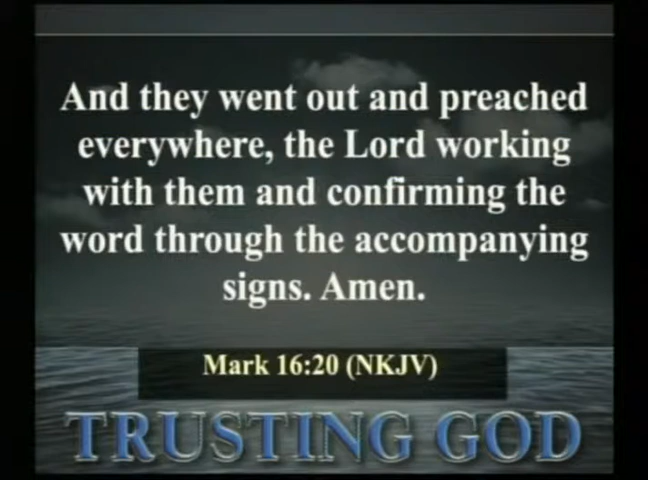 And they went out and preached
everywhere, the Lord working
with them and confirming the
word through the accompanying
signs. Amen.
Mark 16:20 (NKJV)
TRUSTING GOD